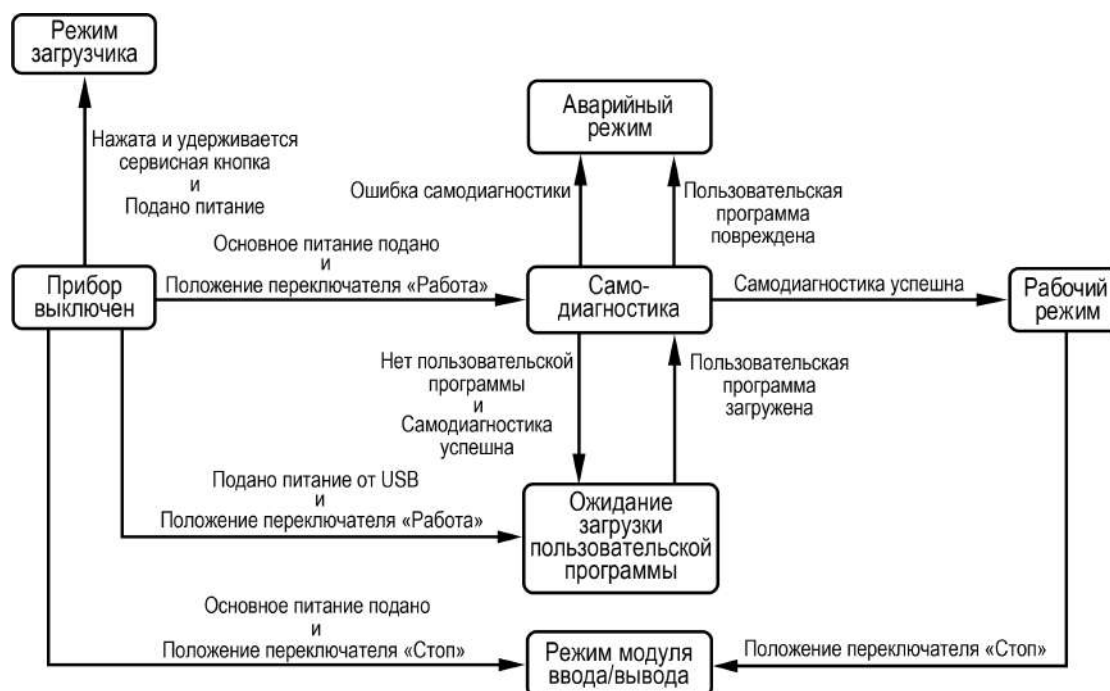 Режим
загрузчика
Аварийный
режим
Нажата и удерживается
сервисная кнопка
и
Подано питание
Ошибка самодиагностики
Пользовательская
программа
повреждена
Основное питание подано
и
Положение переключателя «Работа»
Прибор
выключен
Само-
диагностика
Самодиагностика успешна
Рабочий
режим
Нет пользовательской
программы
и
Самодиагностика
успешна
Пользовательская
программа
загружена
Подано питание от USB
и
Положение переключателя «Работа»
Ожидание
загрузки
пользовательской
программы
Основное питание подано
и
Положение переключателя «Стоп»
Режим модуля
ввода/вывода
Положение переключателя «Стоп»